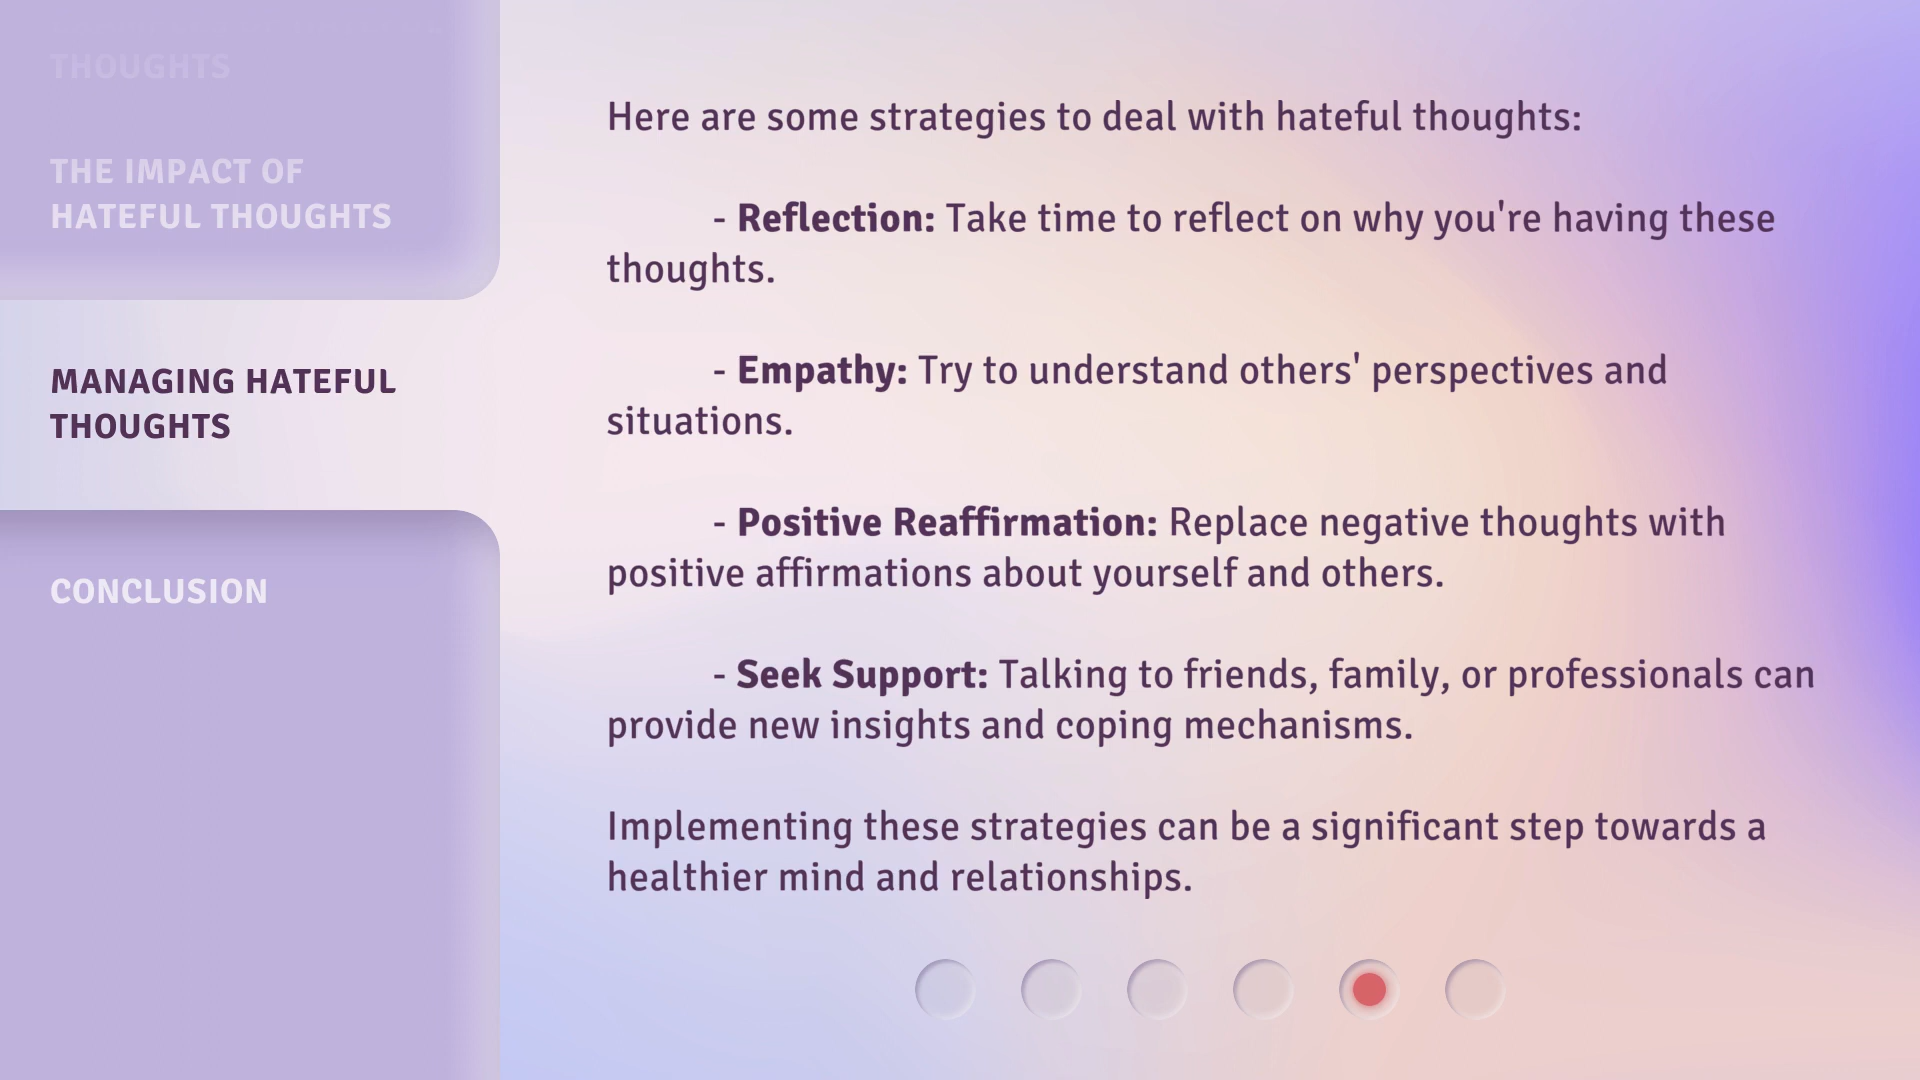 THOUGHTS
THE IMPACT OF
HATEFUL THOUGHTS
MANAGING HATEFUL
THOUGHTS
CONCLUSION
Here are some strategies to deal with hateful thoughts:
- Reflection: Take time to reflect on why you're having these
thoughts.
- Empathy: Try to understand others' perspectives and
situations.
- Positive Reaffirmation: Replace negative thoughts with
positive affirmations about yourself and others.
- Seek Support: Talking to friends, family, or professionals can
provide new insights and coping mechanisms.
Implementing these strategies can be a significant step towards a
healthier mind and relationships.